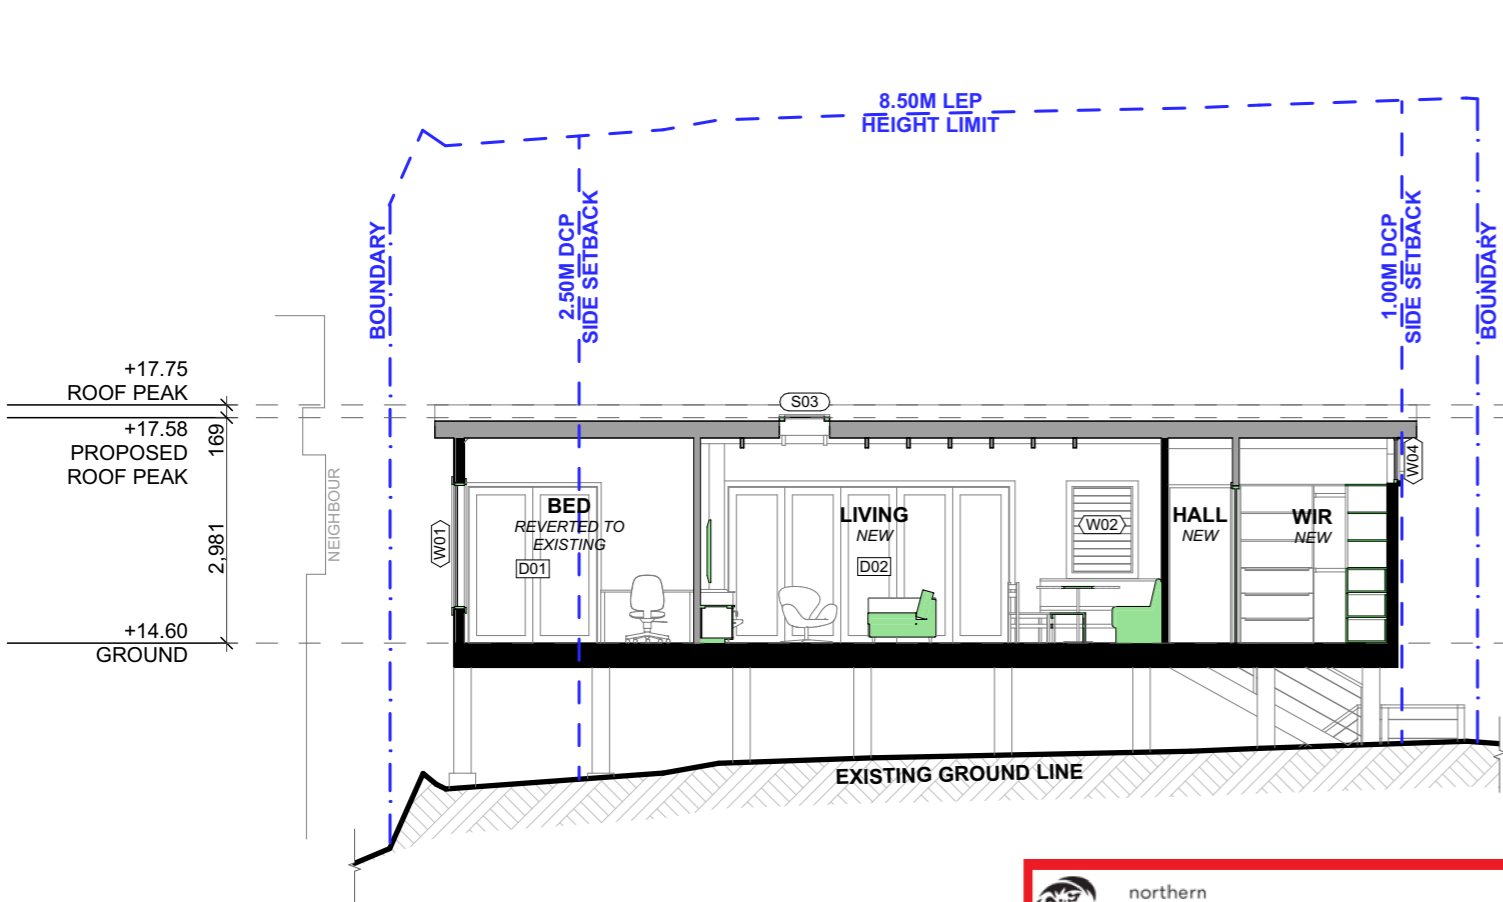 8.50M LEP
HEIGHT LIMIT
BOUNDARY
2.50M DCP
SIDE SETBACK
1.00M DCP
SIDE SETBACK
BOUNDARY
+17.75
ROOF PEAK
+17.58
PROPOSED
ROOF PEAK
169
2,981
+14.60
GROUND
NEIGHBOUR
S03
W04
W01
BED
REVERTED TO
EXISTING
D01
LIVING
NEW
D02
W02
HALL
NEW
WIR
NEW
EXISTING GROUND LINE
northern